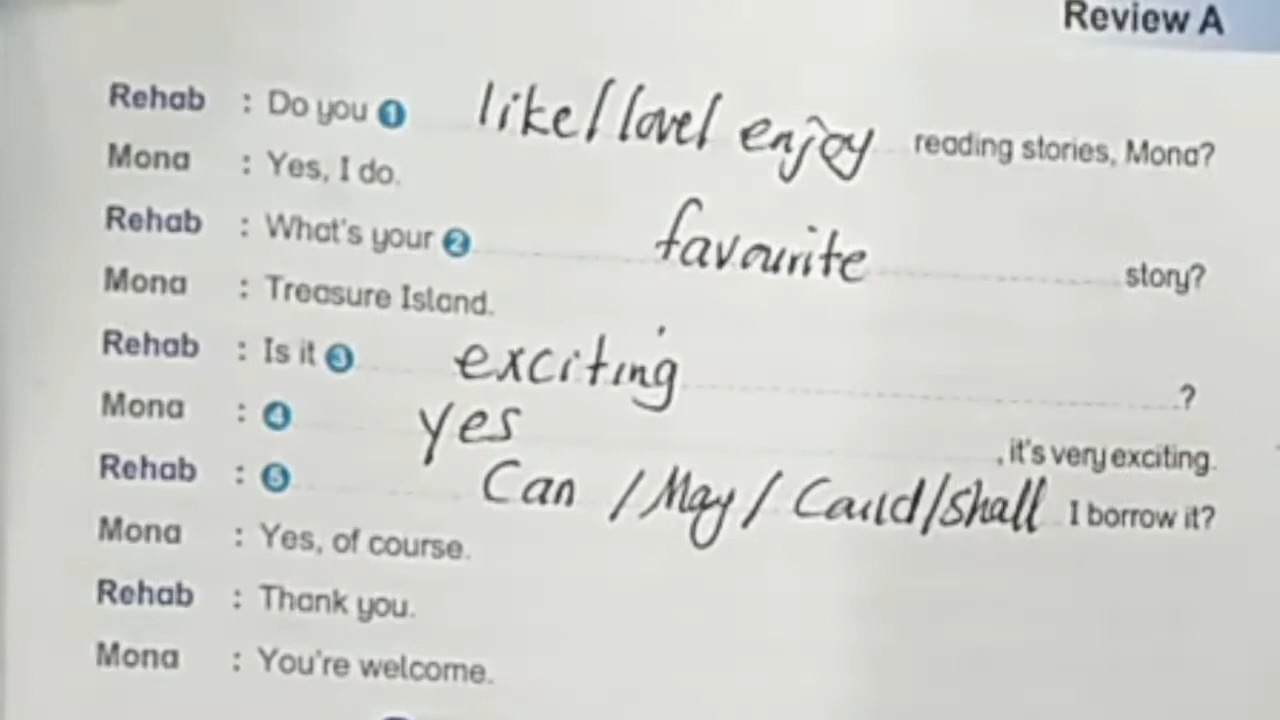 Review A
Rehab : Do you 1 like/love/ enjoy reading stories, Mona?
Mona : Yes, I do.
Rehab : What's your 2 favourite story?
Mona : Treasure Island.
Rehab : Is it 3 exciting ?
Mona : 4 yes , it's very exciting.
Rehab : 5 Can /May/ Could/Shall I borrow it?
Mona : Yes, of course.
Rehab : Thank you.
Mona : You're welcome.